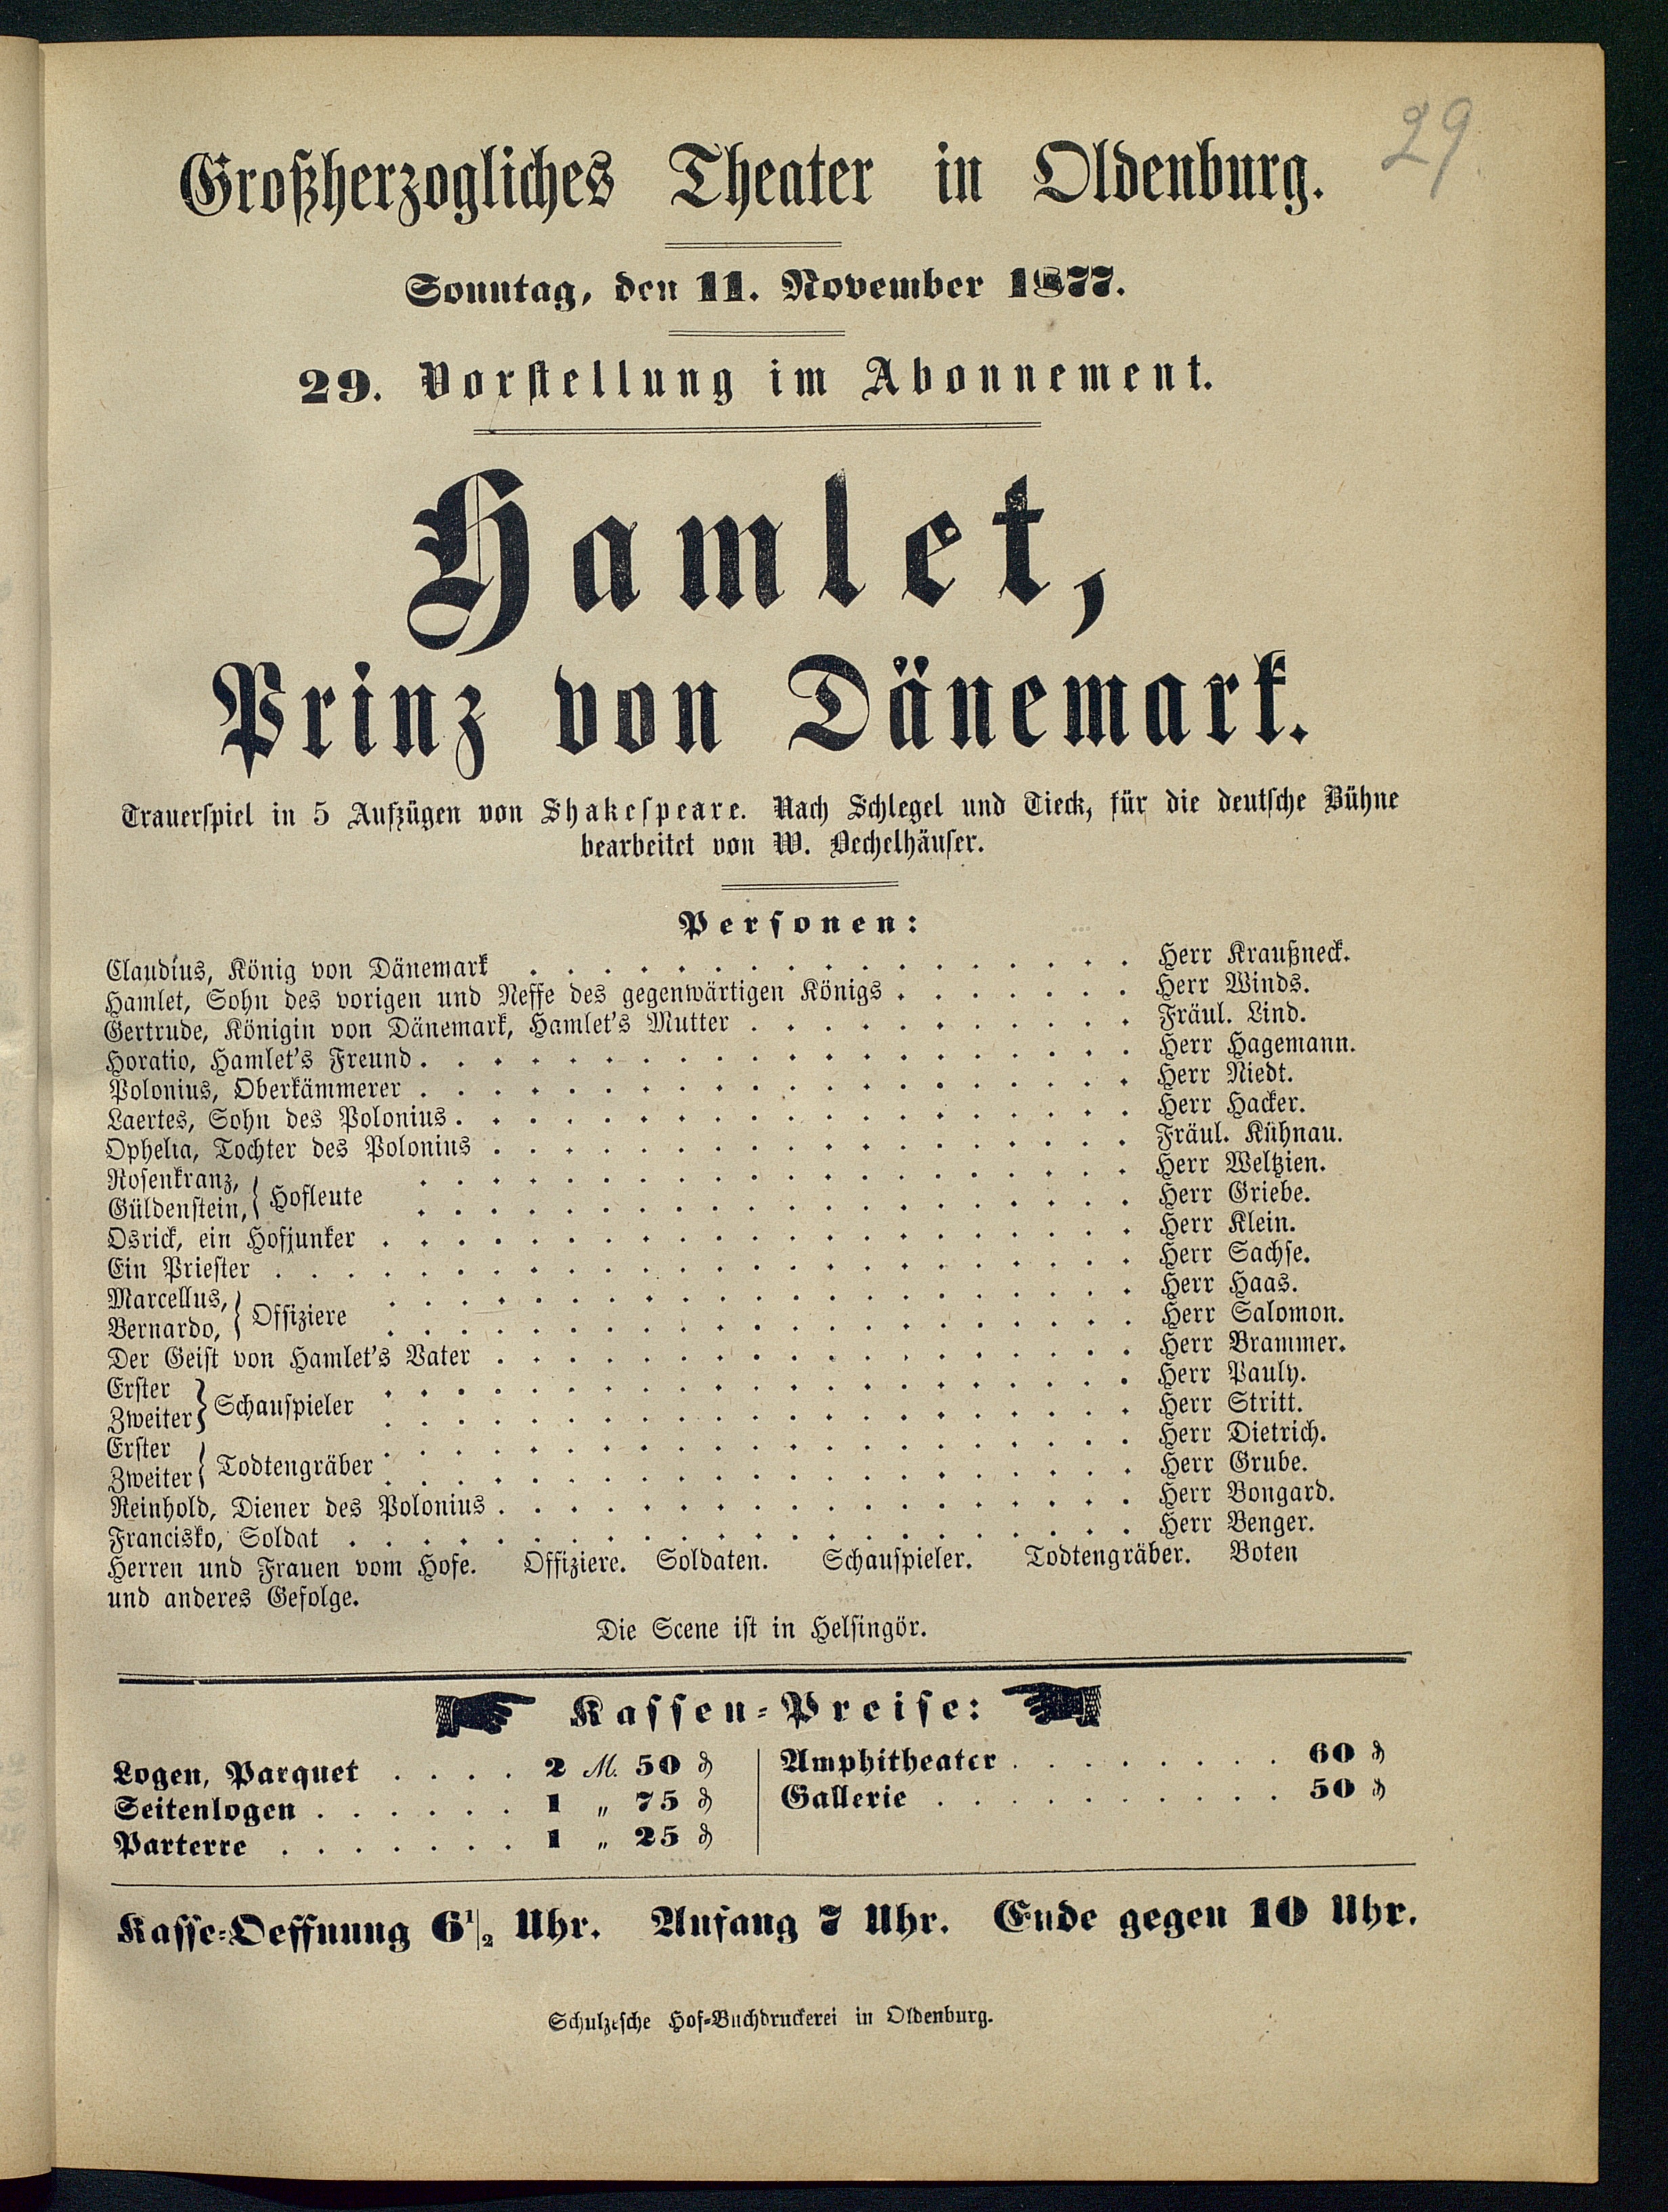 29
Großherzogliches Theater in Oldenburg.
Sonntag, den 11. November 1877.
29. Vorstellung im Abonnement.
Hamlet,
Prinz von Dänemark.
Trauerspiel in 5 Aufzügen von Shakespeare. Nach Schlegel und Tieck, für die deutsche Bühne
bearbeitet von W. Oechelhäuser.
Personen:
Claudius, König von Dänemark . . . . Herr Kraußneck.
Hamlet, Sohn des vorigen und Neffe des gegenwärtigen Königs . . . . Herr Winds.
Gertrude, Königin von Dänemark, Hamlet's Mutter . . . . Fräul. Lind.
Horatio, Hamlet's Freund . . . . Herr Hagemann.
Polonius, Oberkämmerer . . . . Herr Niedt.
Laertes, Sohn des Polonius . . . . Herr Hacker.
Ophelia, Tochter des Polonius . . . . Fräul. Kühnau.
Rosenkranz, } Hofleute . . . . Herr Weltzien.
Güldenstein, . . . . Herr Griebe.
Osrick, ein Hofjunker . . . . Herr Klein.
Ein Priester . . . . Herr Sachse.
Marcellus, } Offiziere . . . . Herr Haas.
Bernardo, . . . . Herr Salomon.
Der Geist von Hamlet's Vater . . . . Herr Brammer.
Erster } Schauspieler . . . . Herr Pauly.
Zweiter . . . . Herr Stritt.
Erster } Todtengräber . . . . Herr Dietrich.
Zweiter . . . . Herr Grube.
Reinhold, Diener des Polonius . . . . Herr Bongard.
Francisko, Soldat . . . . Herr Benger.
Herren und Frauen vom Hofe. Offiziere. Soldaten. Schauspieler. Todtengräber. Boten
und anderes Gefolge.
Die Scene ist in Helsingör.
Kassen-Preise:
Logen, Parquet . . . . 2 M. 50 ₰
Seitenlogen . . . . 1 „ 75 ₰
Parterre . . . . 1 „ 25 ₰
Amphitheater . . . . 60 ₰
Gallerie . . . . 50 ₰
Kasse-Oeffnung 6 1/2 Uhr. Anfang 7 Uhr. Ende gegen 10 Uhr.
Schulzesche Hof-Buchdruckerei in Oldenburg.